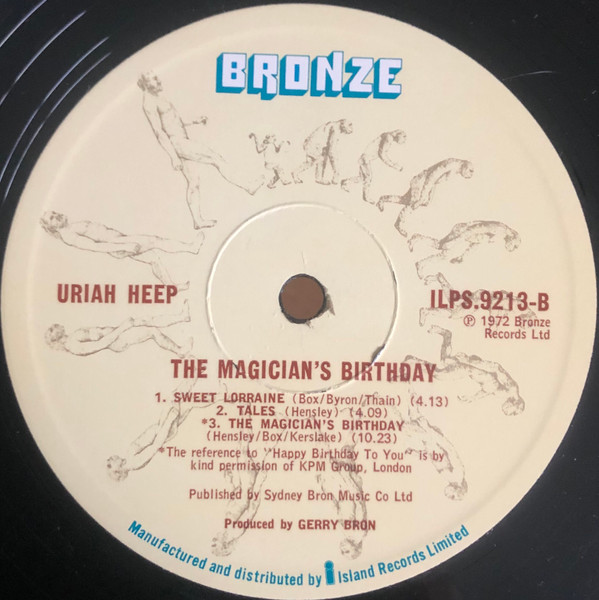 BRONZE
URIAH HEEP
ILPS.9213-B
℗ 1972 Bronze
Records Ltd
THE MAGICIAN'S BIRTHDAY
1. SWEET LORRAINE (Box/Byron/Thain) (4.13)
2. TALES (Hensley) (4.09)
*3. THE MAGICIAN'S BIRTHDAY
(Hensley/Box/Kerslake) (10.23)
*The reference to "Happy Birthday To You" is by
kind permission of KPM Group, London
Published by Sydney Bron Music Co Ltd
Produced by GERRY BRON
Manufactured and distributed by i Island Records Limited